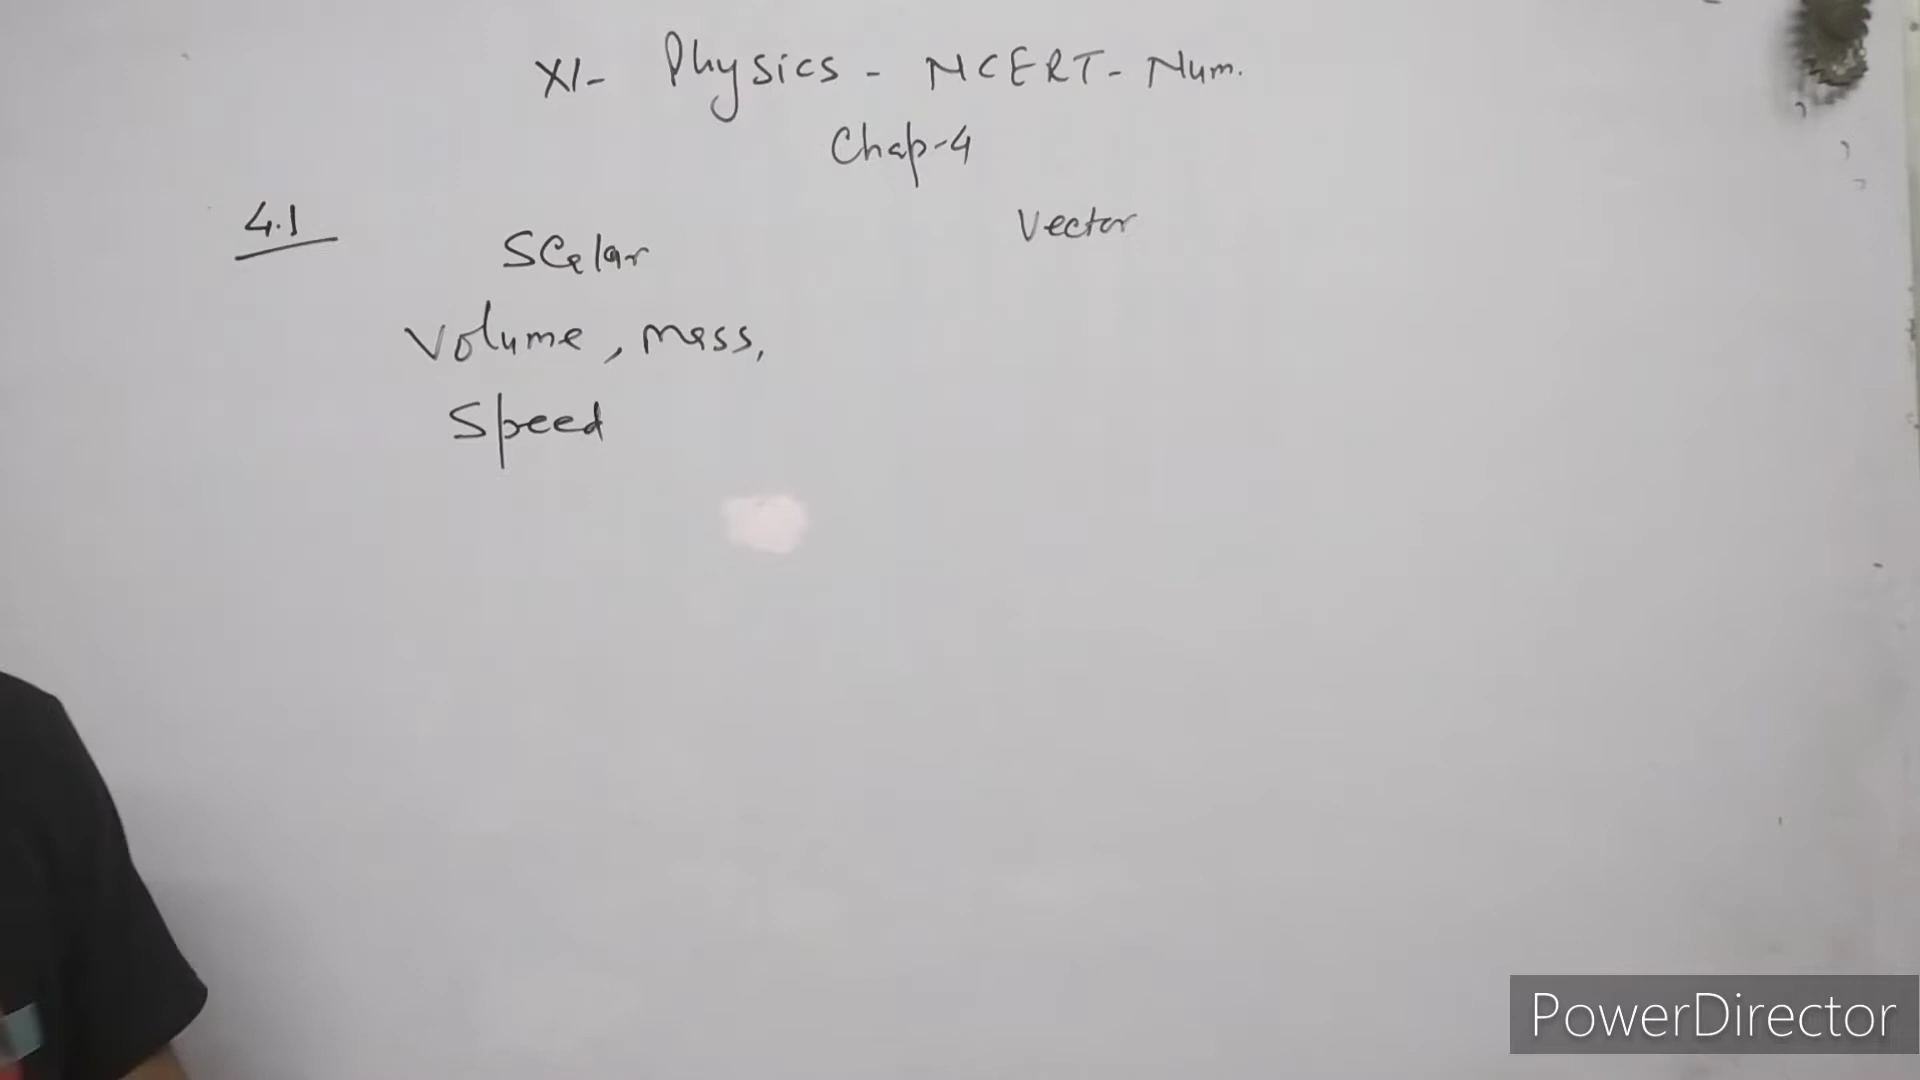 XI- Physics - NCERT- Num.
Chap-4
4.1
Scalar
Vector
Volume, mass,
Speed
PowerDirector